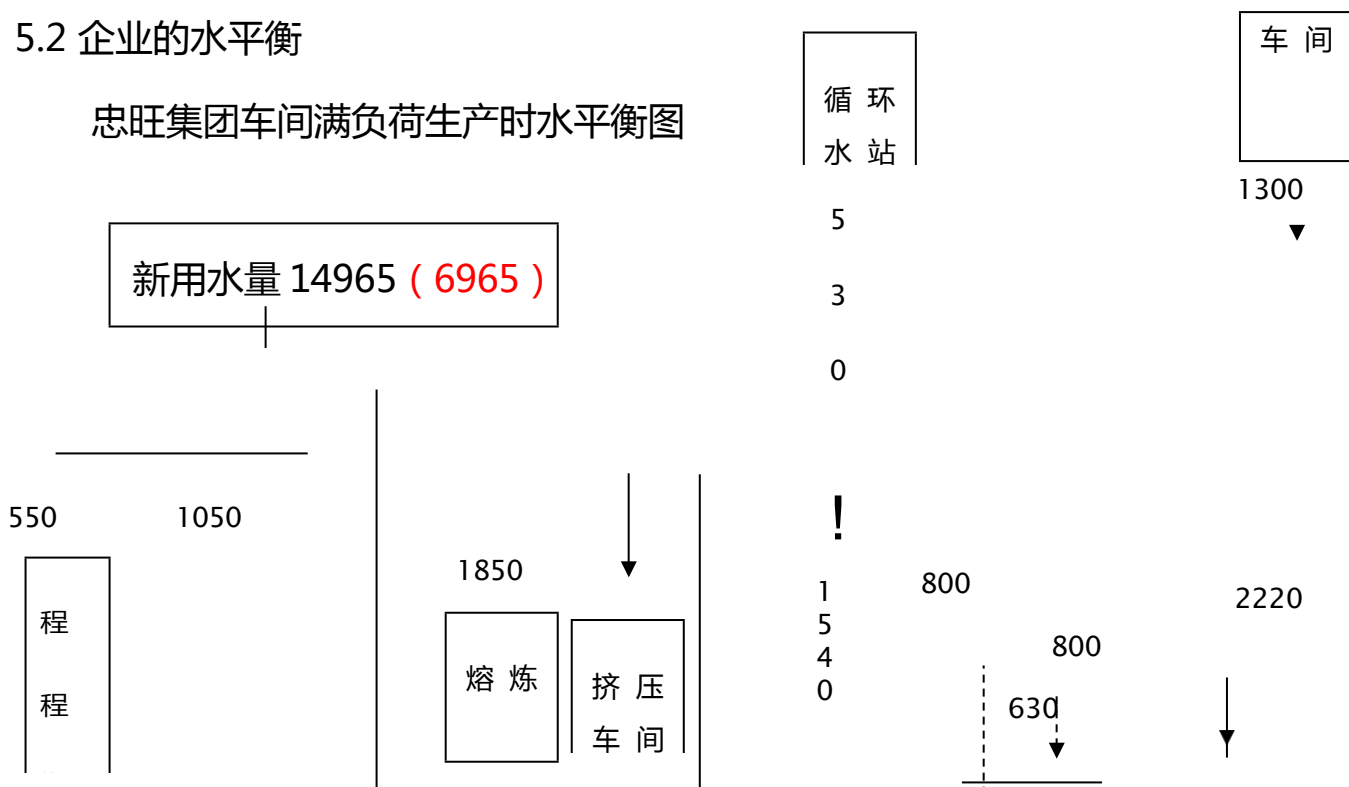 5.2 企业的水平衡
忠旺集团车间满负荷生产时水平衡图
新用水量 14965（6965）
550
1050
程
程
1850
熔 炼
挤 压
车 间
循 环
水 站
5
3
0
!
1
5
4
0
800
800
630
车 间
1300
2220